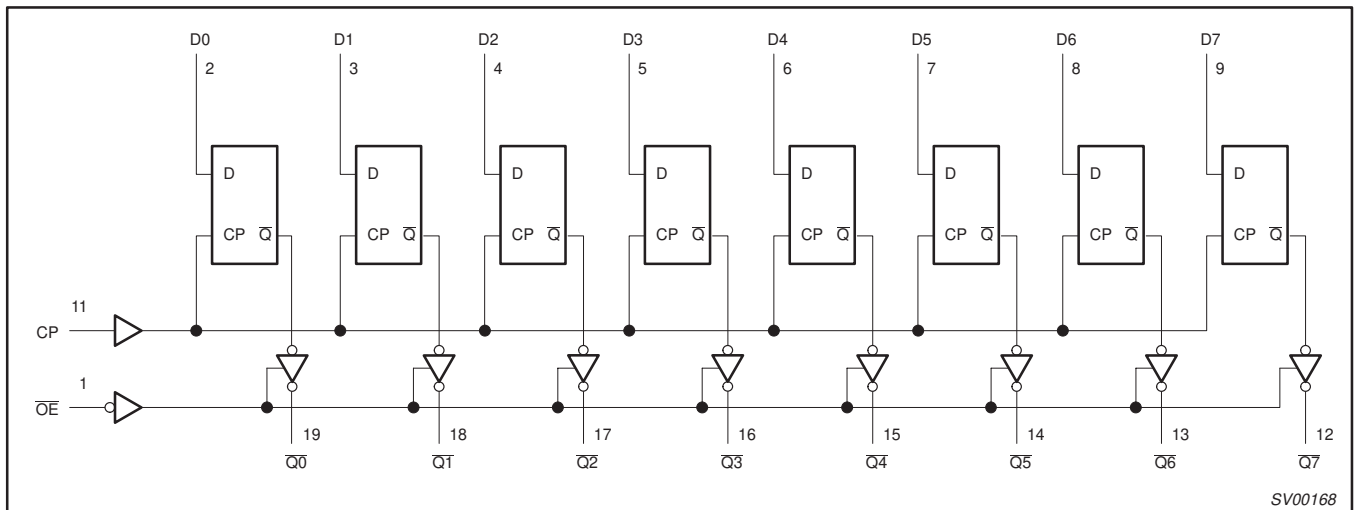 D0 D1 D2 D3 D4 D5 D6 D7
2 3 4 5 6 7 8 9
D D D D D D D D
CP Q̅ CP Q̅ CP Q̅ CP Q̅ CP Q̅ CP Q̅ CP Q̅ CP Q̅
11
CP
1
O̅E̅
19 18 17 16 15 14 13 12
Q̅0̅ Q̅1̅ Q̅2̅ Q̅3̅ Q̅4̅ Q̅5̅ Q̅6̅ Q̅7̅
SV00168